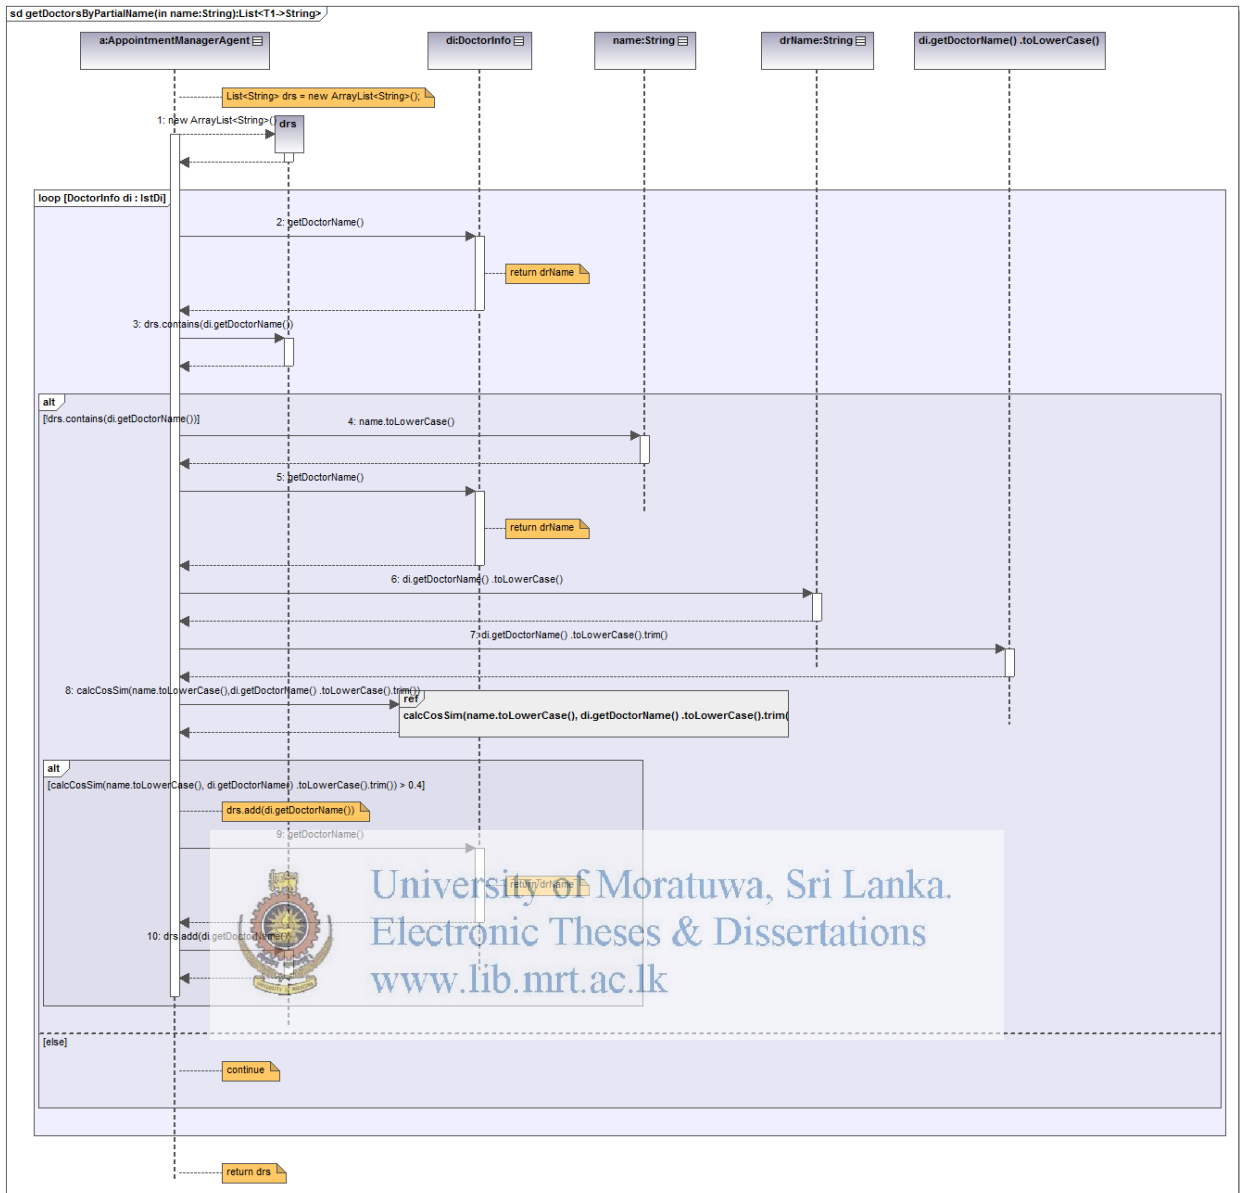 sd getDoctorsByPartialName(in name:String):List<T1->String>
a:AppointmentManagerAgent
di:DoctorInfo
name:String
drName:String
di.getDoctorName() .toLowerCase()
List<String> drs = new ArrayList<String>();
1: new ArrayList<String>()
drs
loop [DoctorInfo di : lstDi]
2: getDoctorName()
return drName
3: drs.contains(di.getDoctorName())
alt
[!drs.contains(di.getDoctorName())]
4: name.toLowerCase()
5: getDoctorName()
return drName
6: di.getDoctorName() .toLowerCase()
7: di.getDoctorName() .toLowerCase().trim()
8: calcCosSim(name.toLowerCase(),di.getDoctorName() .toLowerCase().trim())
ref
calcCosSim(name.toLowerCase(), di.getDoctorName() .toLowerCase().trim(
alt
[calcCosSim(name.toLowerCase(), di.getDoctorName() .toLowerCase().trim()) > 0.4]
drs.add(di.getDoctorName())
9: getDoctorName()
return drName
University of Moratuwa, Sri Lanka.
10: drs.add(di.getDoctorName())
Electronic Theses & Dissertations
www.lib.mrt.ac.lk
[else]
continue
return drs